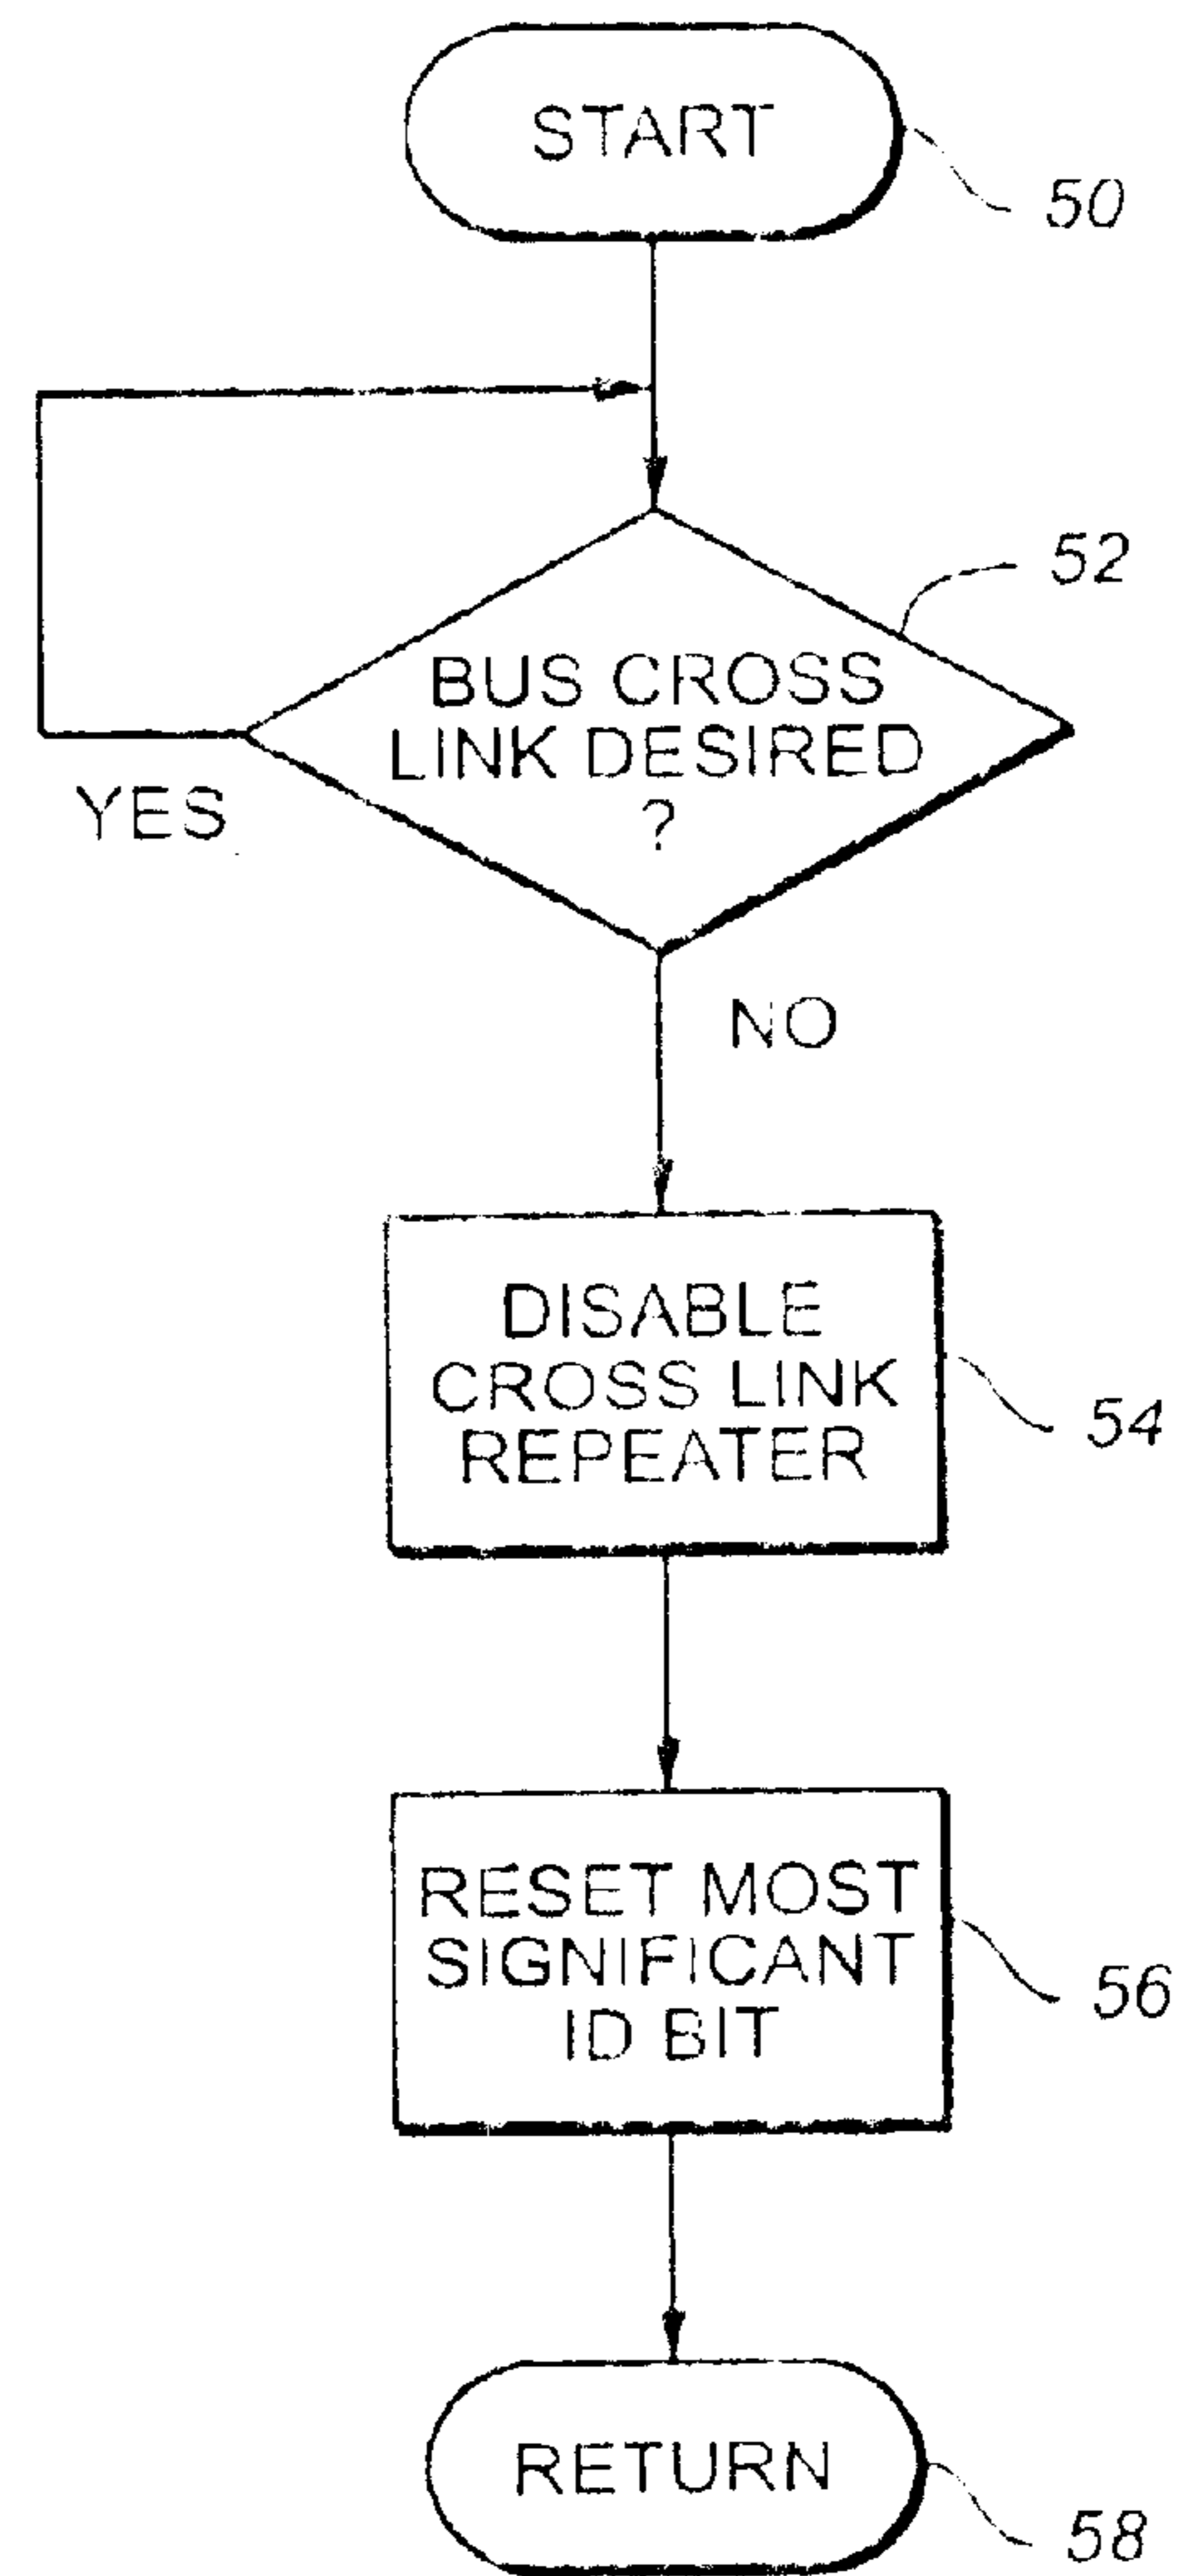 START
50
52
BUS CROSS
LINK DESIRED
?
YES
NO
DISABLE
CROSS LINK
REPEATER
54
RESET MOST
SIGNIFICANT
ID BIT
56
RETURN
58